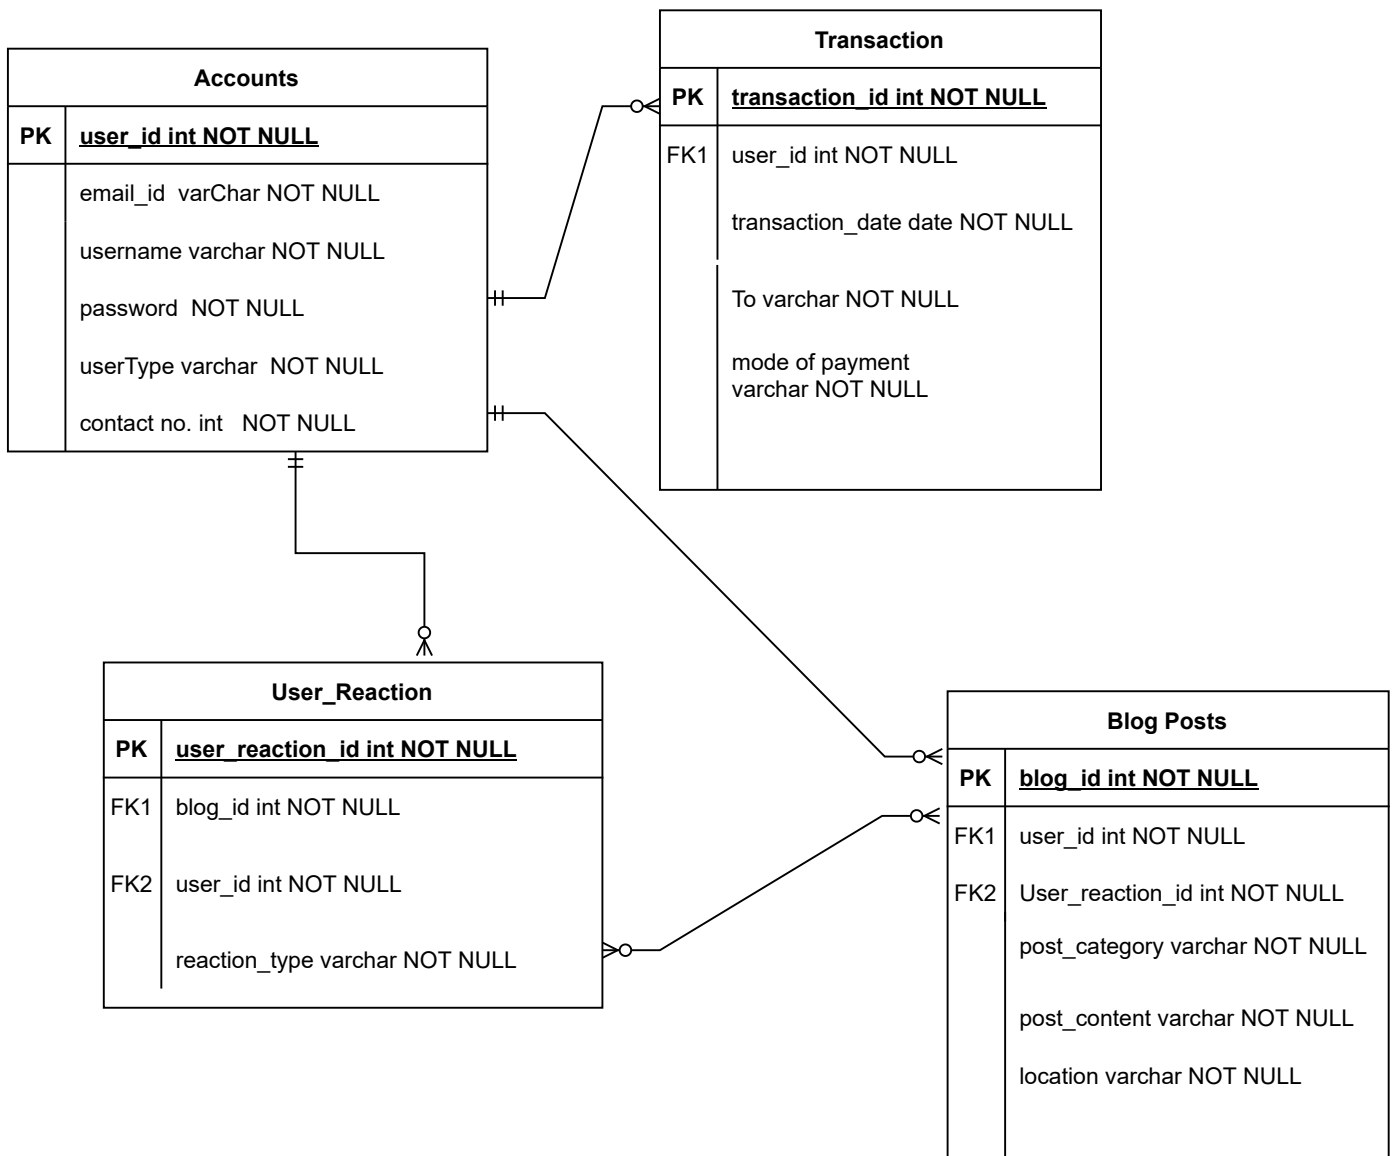 Accounts
PK user_id int NOT NULL
email_id  varChar NOT NULL
username varchar NOT NULL
password  NOT NULL
userType varchar  NOT NULL
contact no. int   NOT NULL
Transaction
PK transaction_id int NOT NULL
FK1 user_id int NOT NULL
transaction_date date NOT NULL
To varchar NOT NULL
mode of payment
varchar NOT NULL
User_Reaction
PK user_reaction_id int NOT NULL
FK1 blog_id int NOT NULL
FK2 user_id int NOT NULL
reaction_type varchar NOT NULL
Blog Posts
PK blog_id int NOT NULL
FK1 user_id int NOT NULL
FK2 User_reaction_id int NOT NULL
post_category varchar NOT NULL
post_content varchar NOT NULL
location varchar NOT NULL